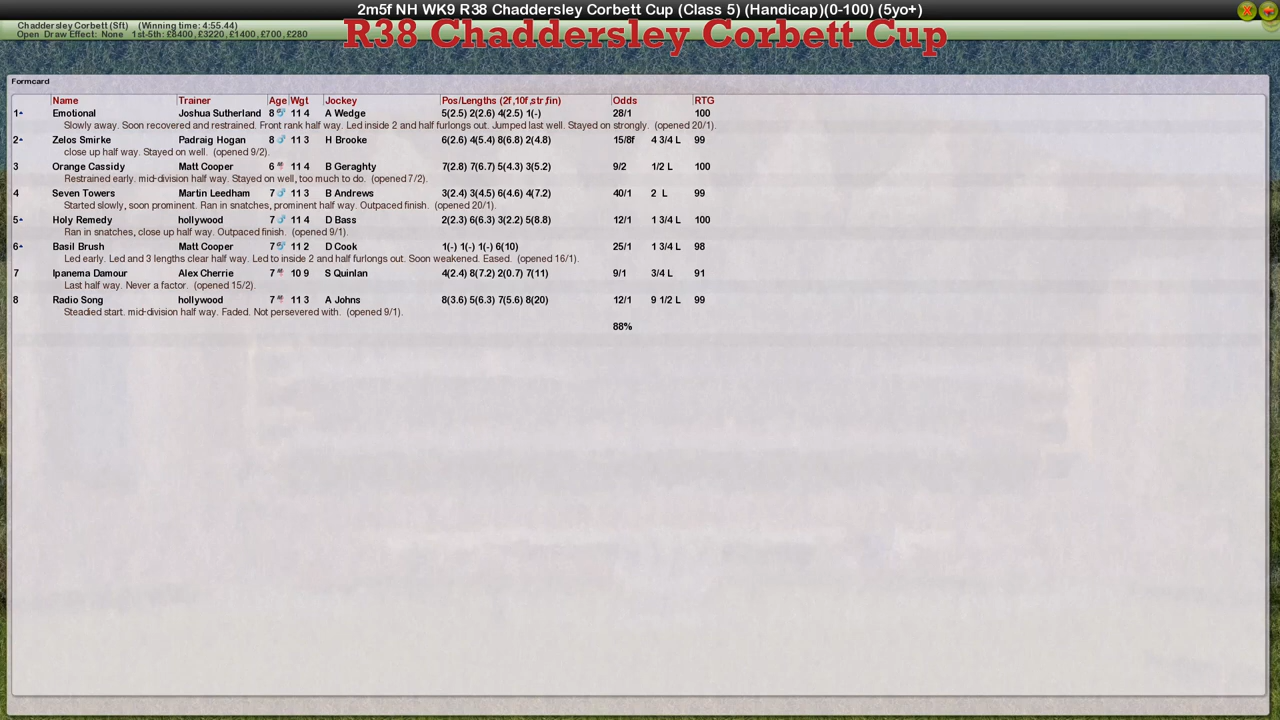 2m5f NH WK9 R38 Chaddersley Corbett Cup (Class 5) (Handicap)(0-100) (5yo+)
Chaddersley Corbett (Sft) (Winning time: 4:55.44)
Open Draw Effect: None 1st-5th: £8400, £3220, £1400, £700, £280
R38 Chaddersley Corbett Cup
Formcard
Name Trainer Age Wgt Jockey Pos/Lengths (2f,10f,str,fin) Odds RTG
1 Emotional Joshua Sutherland 8 11 4 A Wedge 5(2.5) 2(2.6) 4(2.5) 1(-) 28/1 100
Slowly away. Soon recovered and restrained. Front rank half way. Led inside 2 and half furlongs out. Jumped last well. Stayed on strongly. (opened 20/1).
2 Zelos Smirke Padraig Hogan 8 11 3 H Brooke 6(2.6) 4(5.4) 8(6.8) 2(4.8) 15/8f 4 3/4 L 99
close up half way. Stayed on well. (opened 9/2).
3 Orange Cassidy Matt Cooper 6 11 4 B Geraghty 7(2.8) 7(6.7) 5(4.3) 3(5.2) 9/2 1/2 L 100
Restrained early. mid-division half way. Stayed on well, too much to do. (opened 7/2).
4 Seven Towers Martin Leedham 7 11 3 B Andrews 3(2.4) 3(4.5) 6(4.6) 4(7.2) 40/1 2 L 99
Started slowly, soon prominent. Ran in snatches, prominent half way. Outpaced finish. (opened 20/1).
5 Holy Remedy hollywood 7 11 4 D Bass 2(2.3) 6(6.3) 3(2.2) 5(8.8) 12/1 1 3/4 L 100
Ran in snatches, close up half way. Outpaced finish. (opened 9/1).
6 Basil Brush Matt Cooper 7 11 2 D Cook 1(-) 1(-) 1(-) 6(10) 25/1 1 3/4 L 98
Led early. Led and 3 lengths clear half way. Led to inside 2 and half furlongs out. Soon weakened. Eased. (opened 16/1).
7 Ipanema Damour Alex Cherrie 7 10 9 S Quinlan 4(2.4) 8(7.2) 2(0.7) 7(11) 9/1 3/4 L 91
Last half way. Never a factor. (opened 15/2).
8 Radio Song hollywood 7 11 3 A Johns 8(3.6) 5(6.3) 7(5.6) 8(20) 12/1 9 1/2 L 99
Steadied start. mid-division half way. Faded. Not persevered with. (opened 9/1).
88%